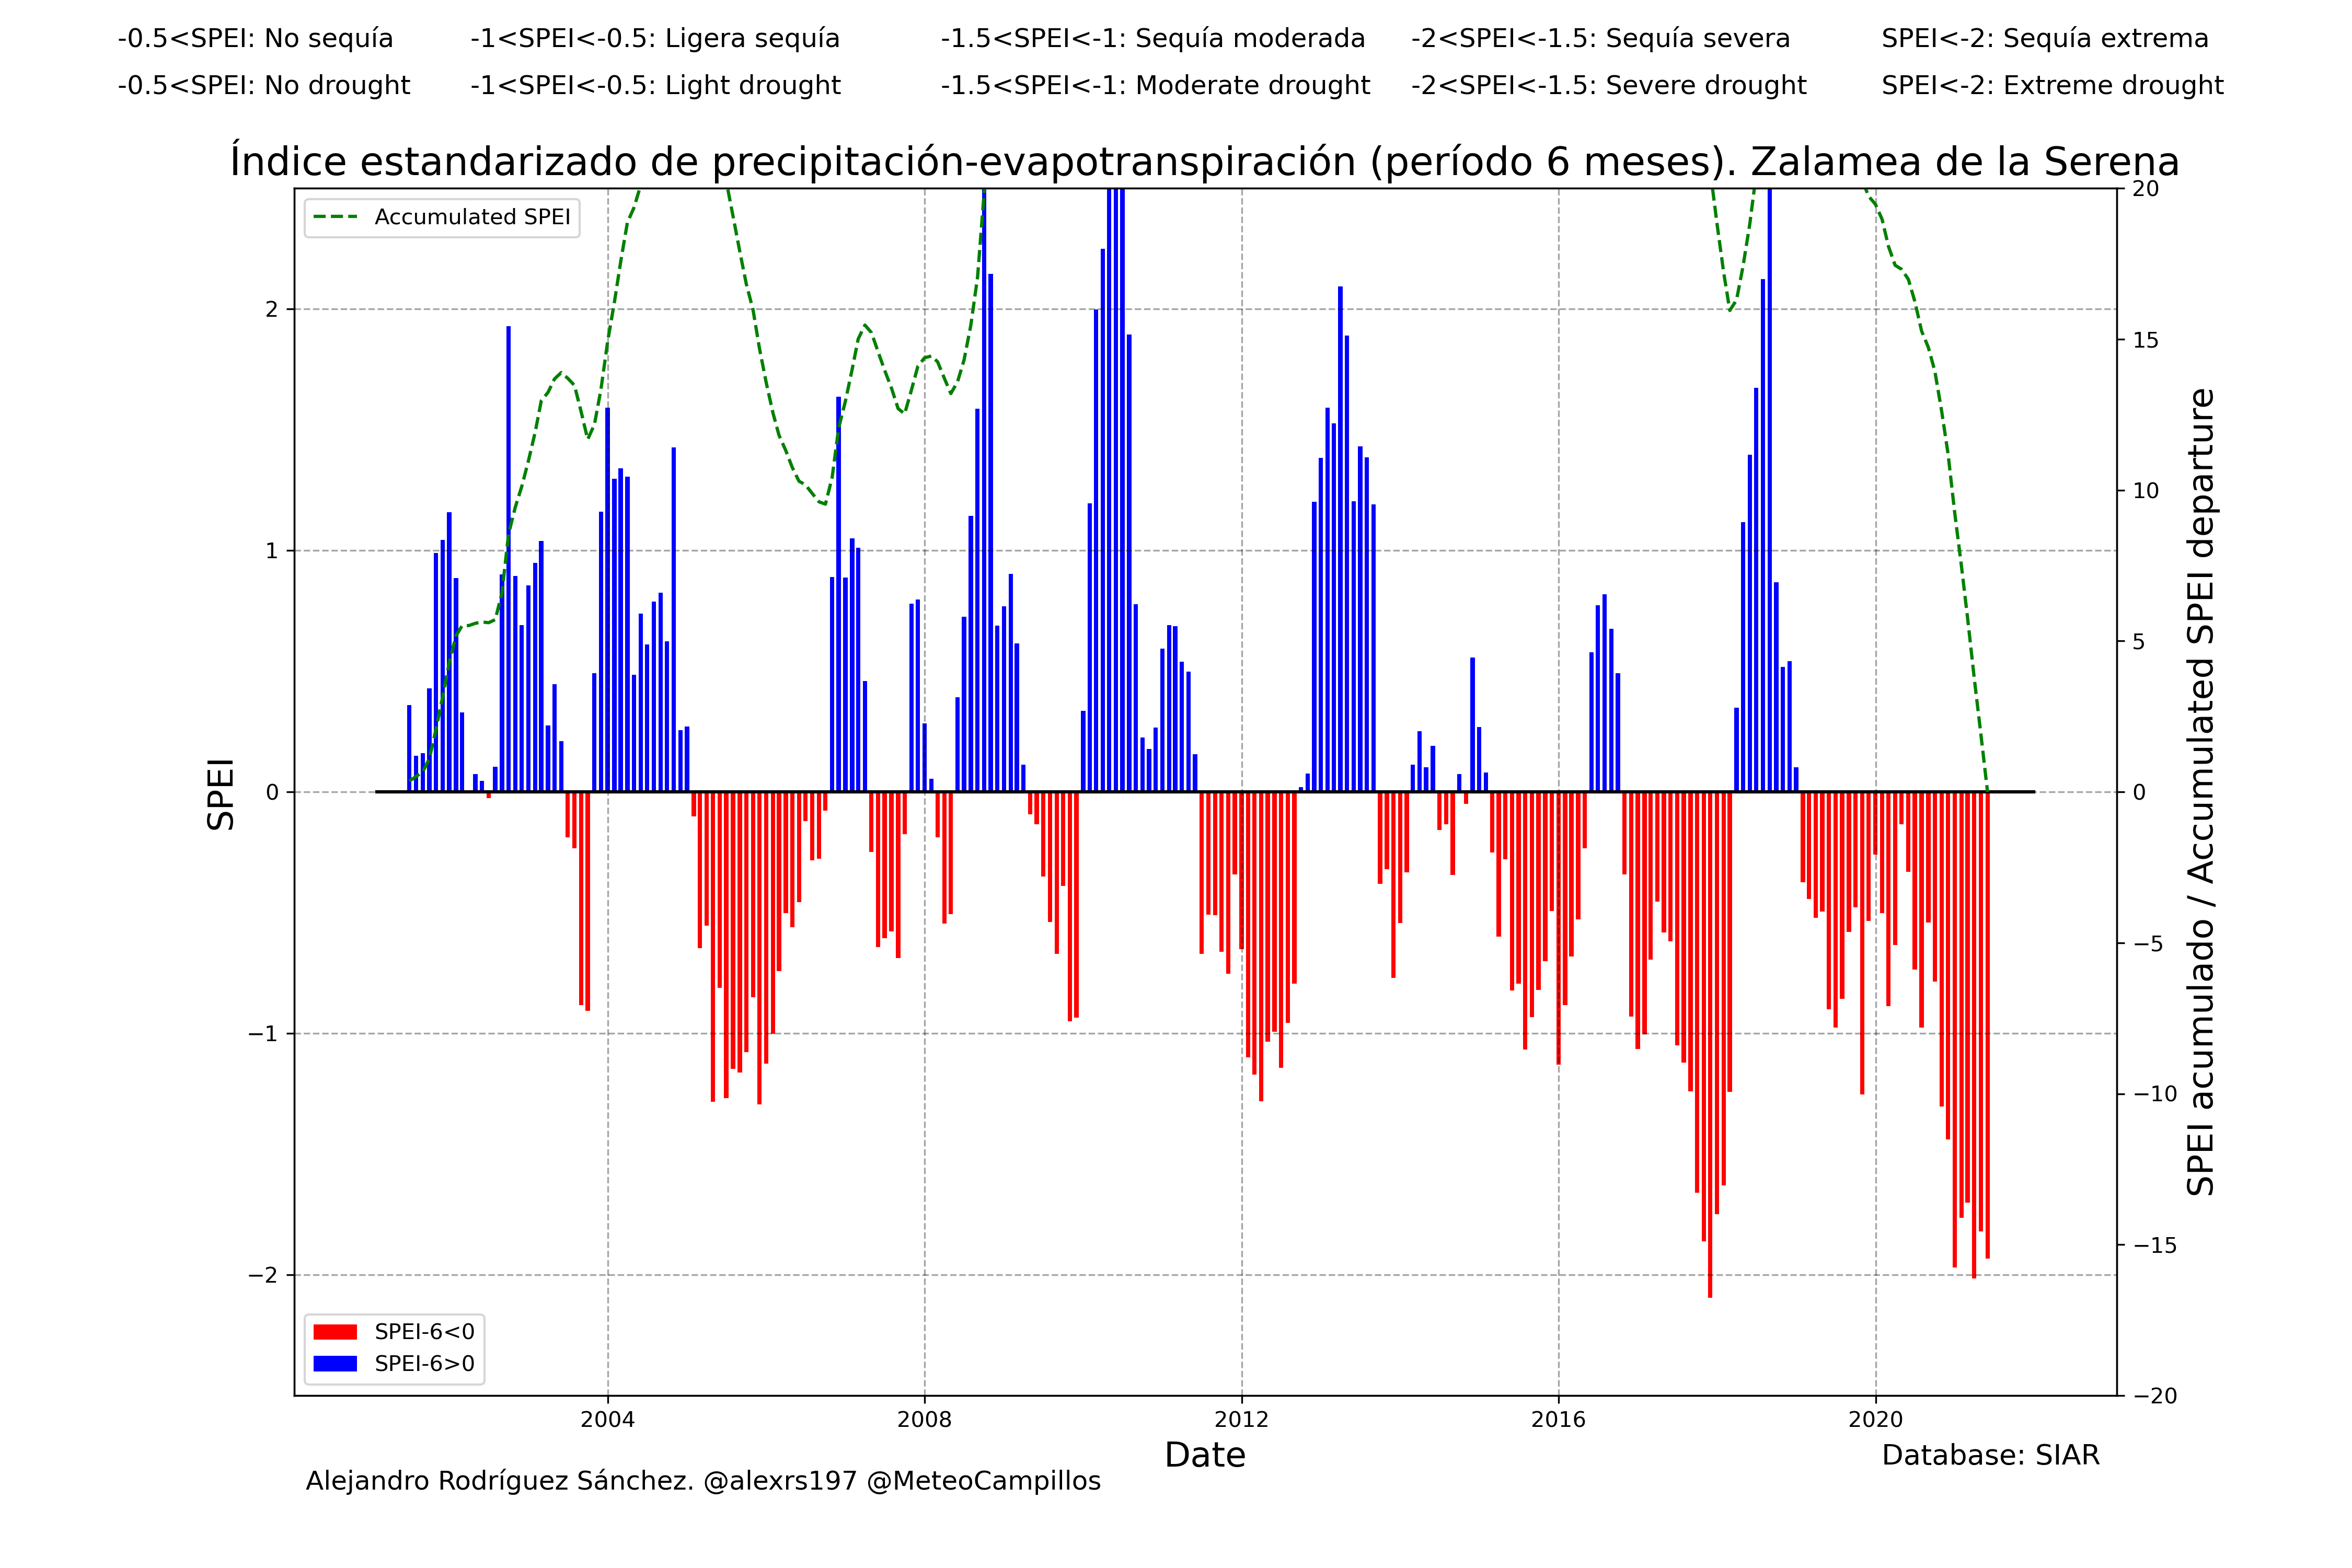 -0.5<SPEI: No sequía -1<SPEI<-0.5: Ligera sequía -1.5<SPEI<-1: Sequía moderada -2<SPEI<-1.5: Sequía severa SPEI<-2: Sequía extrema
-0.5<SPEI: No drought -1<SPEI<-0.5: Light drought -1.5<SPEI<-1: Moderate drought -2<SPEI<-1.5: Severe drought SPEI<-2: Extreme drought
Índice estandarizado de precipitación-evapotranspiración (período 6 meses). Zalamea de la Serena
Accumulated SPEI
2
1
0
−1
−2
SPEI
20
15
10
5
0
−5
−10
−15
−20
SPEI acumulado / Accumulated SPEI departure
SPEI-6<0
SPEI-6>0
2004 2008 2012 2016 2020
Date
Database: SIAR
Alejandro Rodríguez Sánchez. @alexrs197 @MeteoCampillos